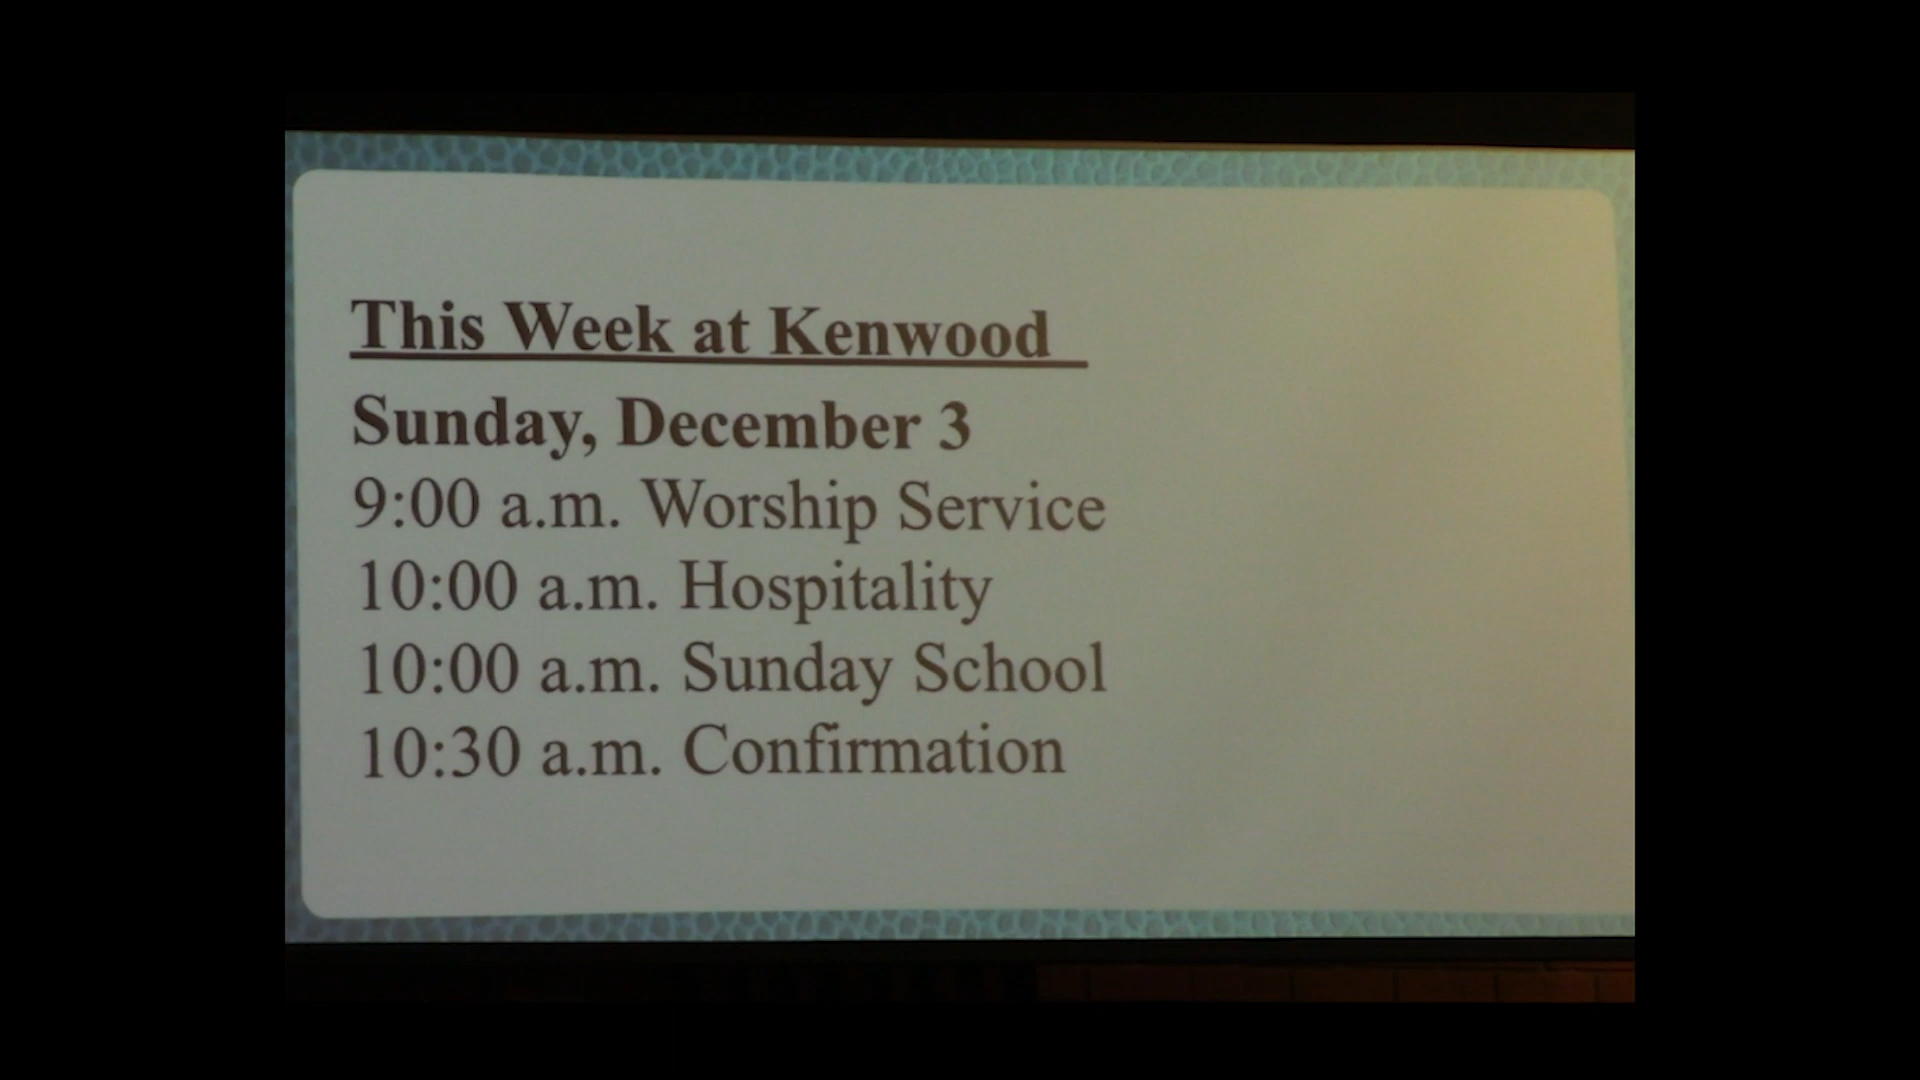 This Week at Kenwood
Sunday, December 3
9:00 a.m. Worship Service
10:00 a.m. Hospitality
10:00 a.m. Sunday School
10:30 a.m. Confirmation